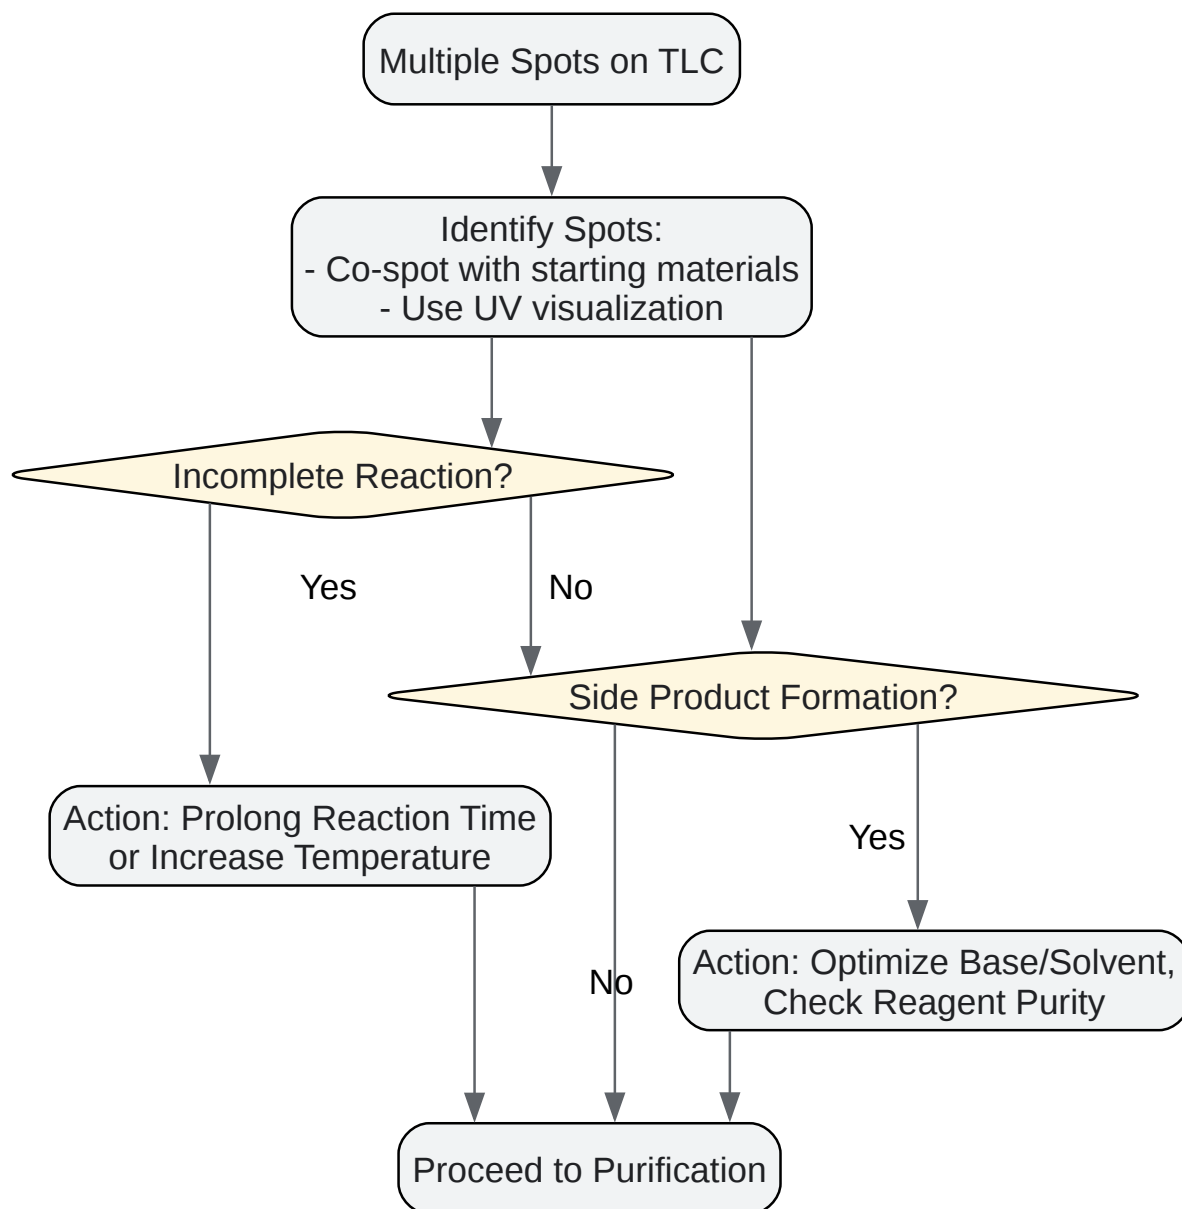 Multiple Spots on TLC
Identify Spots:
- Co-spot with starting materials
- Use UV visualization
Incomplete Reaction?
Yes
No
Side Product Formation?
Action: Prolong Reaction Time
or Increase Temperature
Yes
No
Action: Optimize Base/Solvent,
Check Reagent Purity
Proceed to Purification